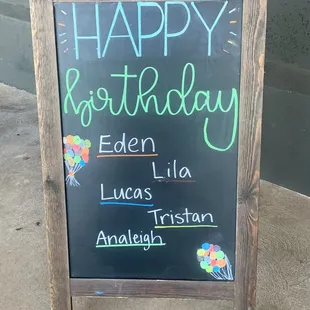 HAPPY
birthday
Eden
Lila
Lucas
Tristan
Analeigh